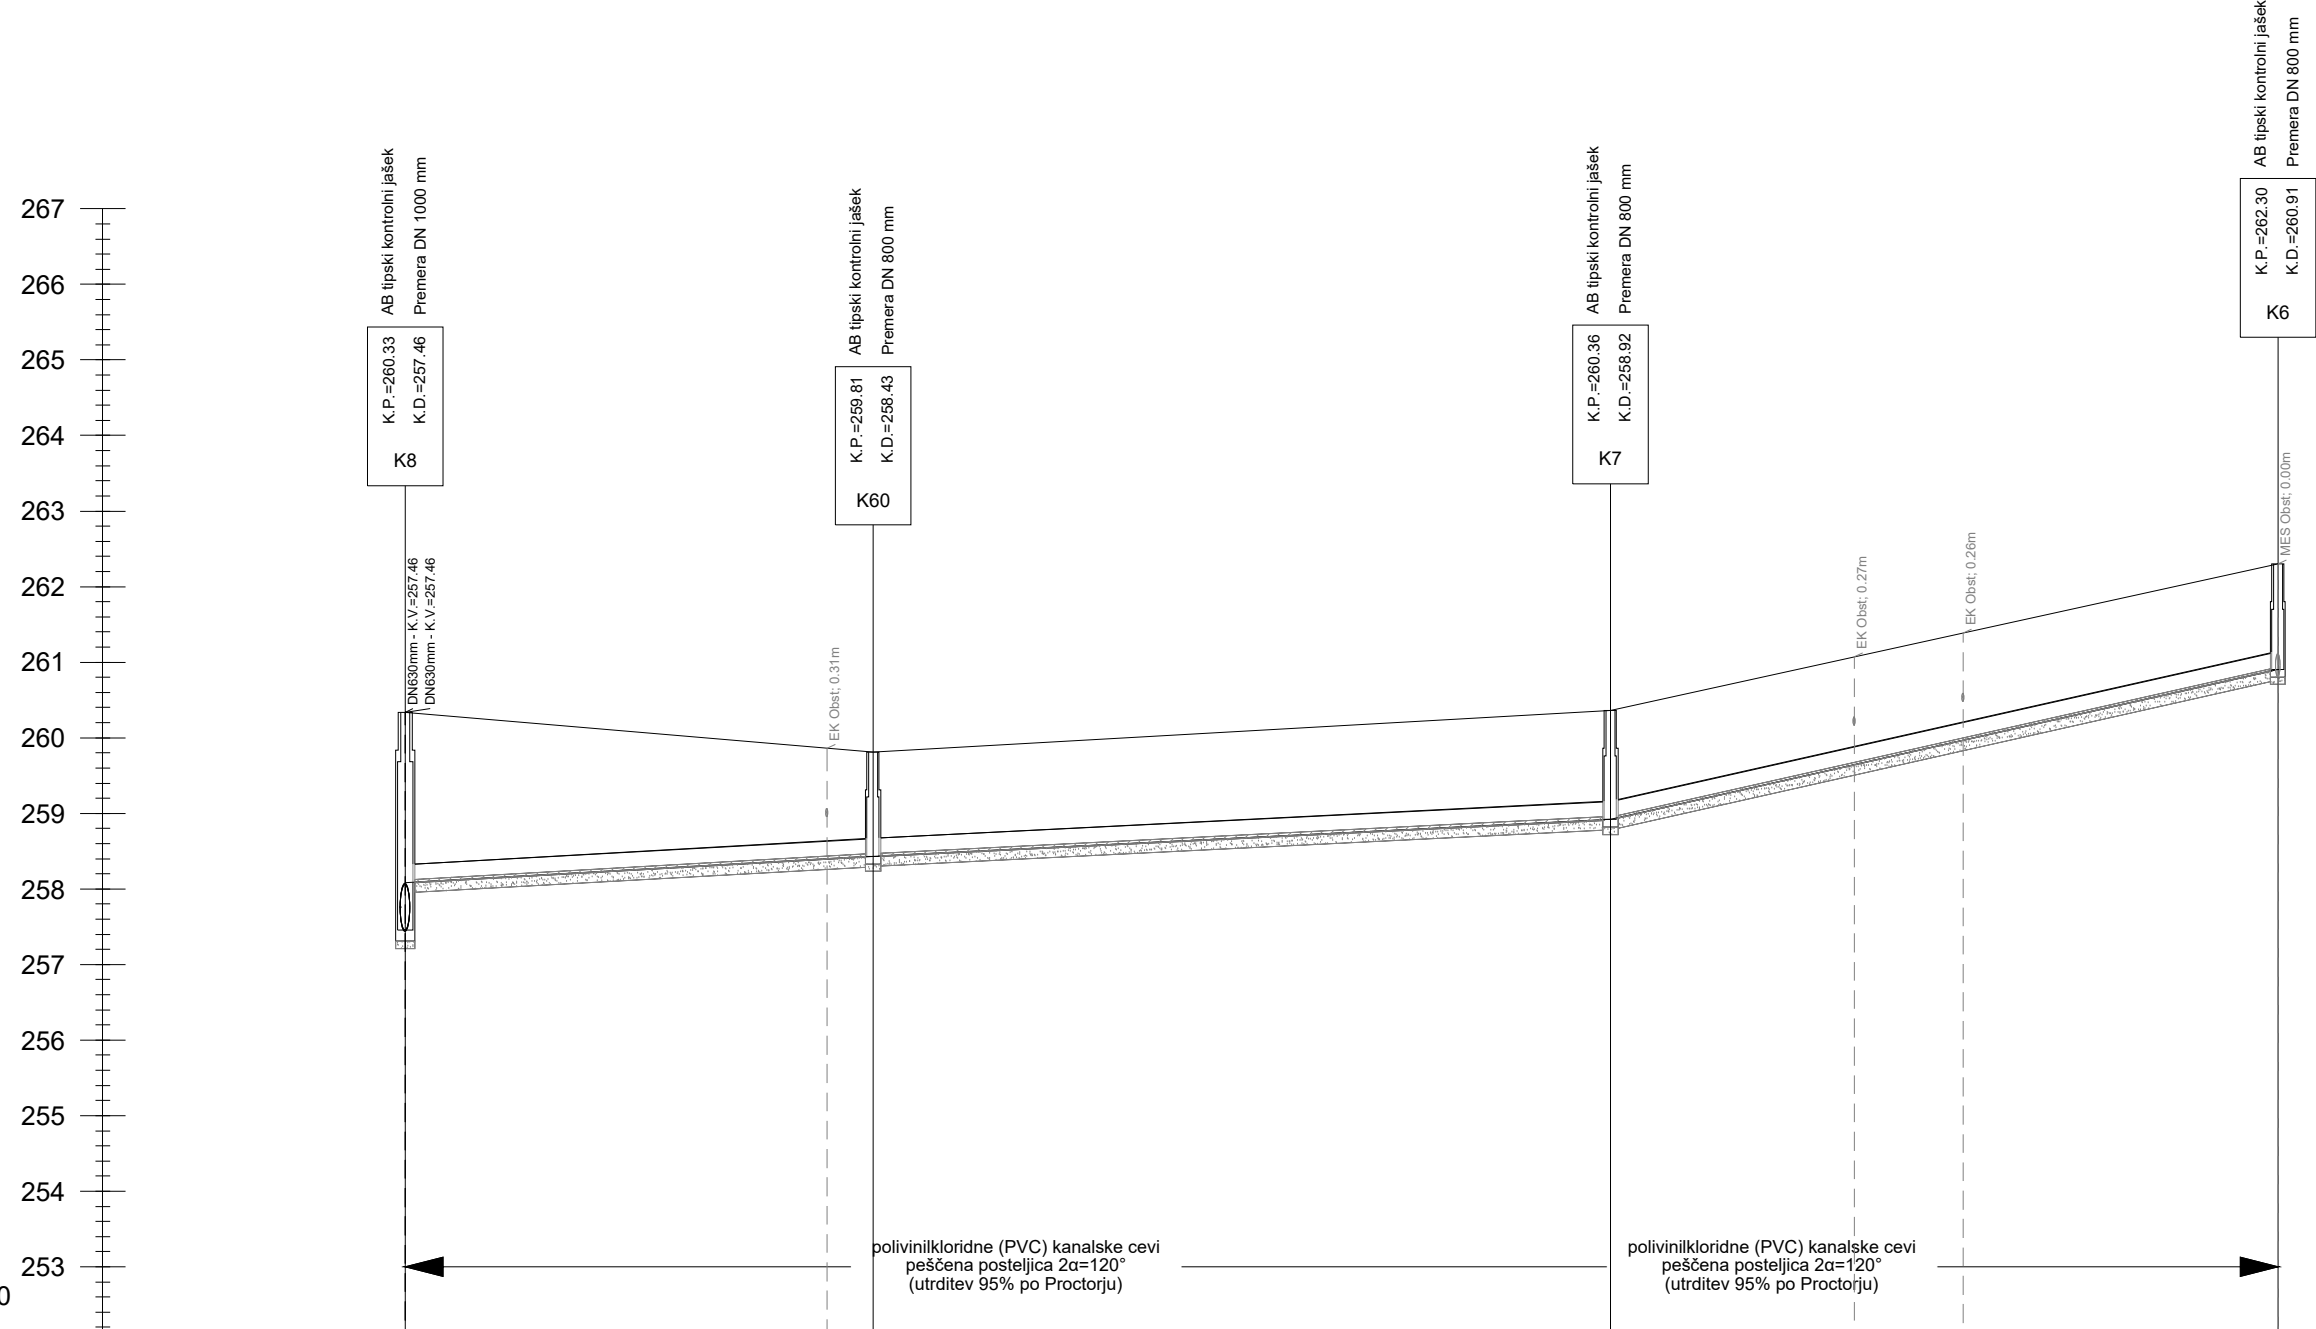 AB tipski kontrolni jašek
Premera DN 1000 mm
K.P.=260.33
K.D.=257.46
K8
DN630mm - K.V.=257.46
DN630mm - K.V.=257.46
EK Obst; 0.31m
AB tipski kontrolni jašek
Premera DN 800 mm
K.P.=259.81
K.D.=258.43
K60
AB tipski kontrolni jašek
Premera DN 800 mm
K.P.=260.36
K.D.=258.92
K7
EK Obst; 0.27m
EK Obst; 0.26m
AB tipski kontrolni jašek
Premera DN 800 mm
K.P.=262.30
K.D.=260.91
K6
MES Obst; 0.00m
267
266
265
264
263
262
261
260
259
258
257
256
255
254
253
0
polivinilkloridne (PVC) kanalske cevi
peščena posteljica 2α=120°
(utrditev 95% po Proctorju)
polivinilkloridne (PVC) kanalske cevi
peščena posteljica 2α=120°
(utrditev 95% po Proctorju)